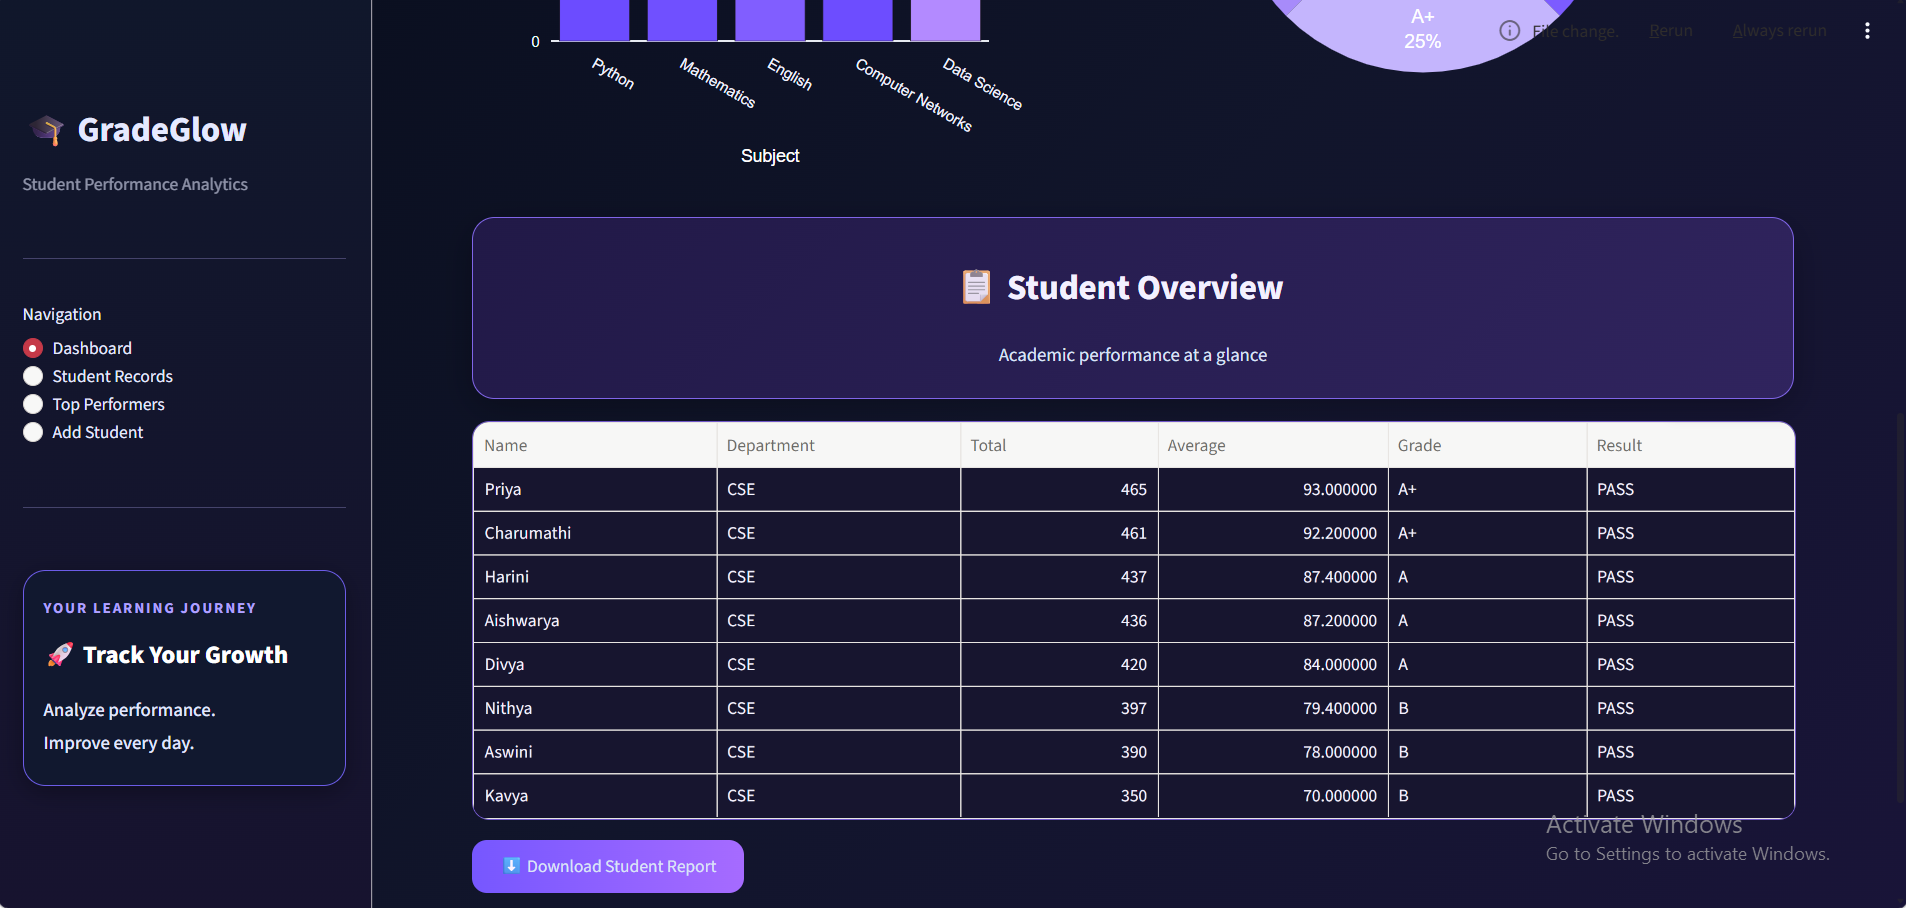 GradeGlow
Student Performance Analytics
Navigation
Dashboard
Student Records
Top Performers
Add Student
YOUR LEARNING JOURNEY
Track Your Growth
Analyze performance.
Improve every day.
0
Python
Mathematics
English
Computer Networks
Data Science
Subject
A+
25%
File change.
Rerun
Always rerun
Student Overview
Academic performance at a glance
Name Department Total Average Grade Result
Priya CSE 465 93.000000 A+ PASS
Charumathi CSE 461 92.200000 A+ PASS
Harini CSE 437 87.400000 A PASS
Aishwarya CSE 436 87.200000 A PASS
Divya CSE 420 84.000000 A PASS
Nithya CSE 397 79.400000 B PASS
Aswini CSE 390 78.000000 B PASS
Kavya CSE 350 70.000000 B PASS
Download Student Report
Activate Windows
Go to Settings to activate Windows.